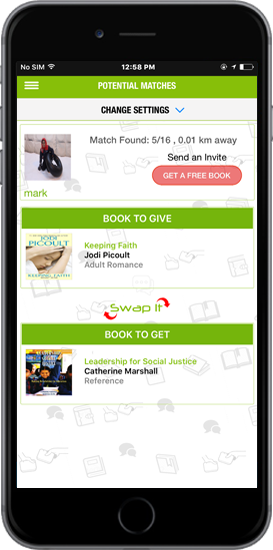 No SIM 12:58 PM
POTENTIAL MATCHES
CHANGE SETTINGS
Match Found: 5/16 , 0.01 km away
Send an Invite
GET A FREE BOOK
mark
BOOK TO GIVE
JODI
PICOULT
KEEPING FAITH
Keeping Faith
Jodi Picoult
Adult Romance
Swap It
BOOK TO GET
Leadership for Social Justice
Catherine Marshall
Reference